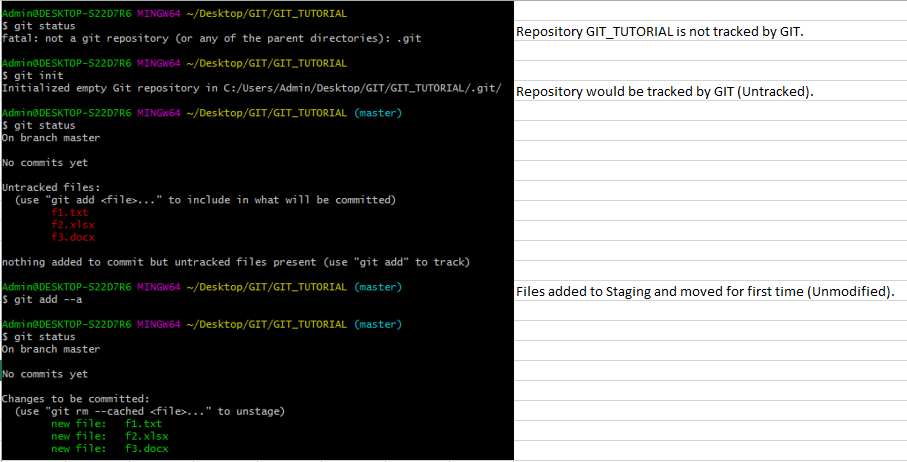 Admin@DESKTOP-S22D7R6 MINGW64 ~/Desktop/GIT/GIT_TUTORIAL
$ git status
fatal: not a git repository (or any of the parent directories): .git
Repository GIT_TUTORIAL is not tracked by GIT.
Admin@DESKTOP-S22D7R6 MINGW64 ~/Desktop/GIT/GIT_TUTORIAL
$ git init
Initialized empty Git repository in C:/Users/Admin/Desktop/GIT/GIT_TUTORIAL/.git/
Repository would be tracked by GIT (Untracked).
Admin@DESKTOP-S22D7R6 MINGW64 ~/Desktop/GIT/GIT_TUTORIAL (master)
$ git status
On branch master
No commits yet
Untracked files:
(use "git add <file>..." to include in what will be committed)
f1.txt
f2.xlsx
f3.docx
nothing added to commit but untracked files present (use "git add" to track)
Admin@DESKTOP-S22D7R6 MINGW64 ~/Desktop/GIT/GIT_TUTORIAL (master)
$ git add --a
Files added to Staging and moved for first time (Unmodified).
Admin@DESKTOP-S22D7R6 MINGW64 ~/Desktop/GIT/GIT_TUTORIAL (master)
$ git status
On branch master
No commits yet
Changes to be committed:
(use "git rm --cached <file>..." to unstage)
new file: f1.txt
new file: f2.xlsx
new file: f3.docx